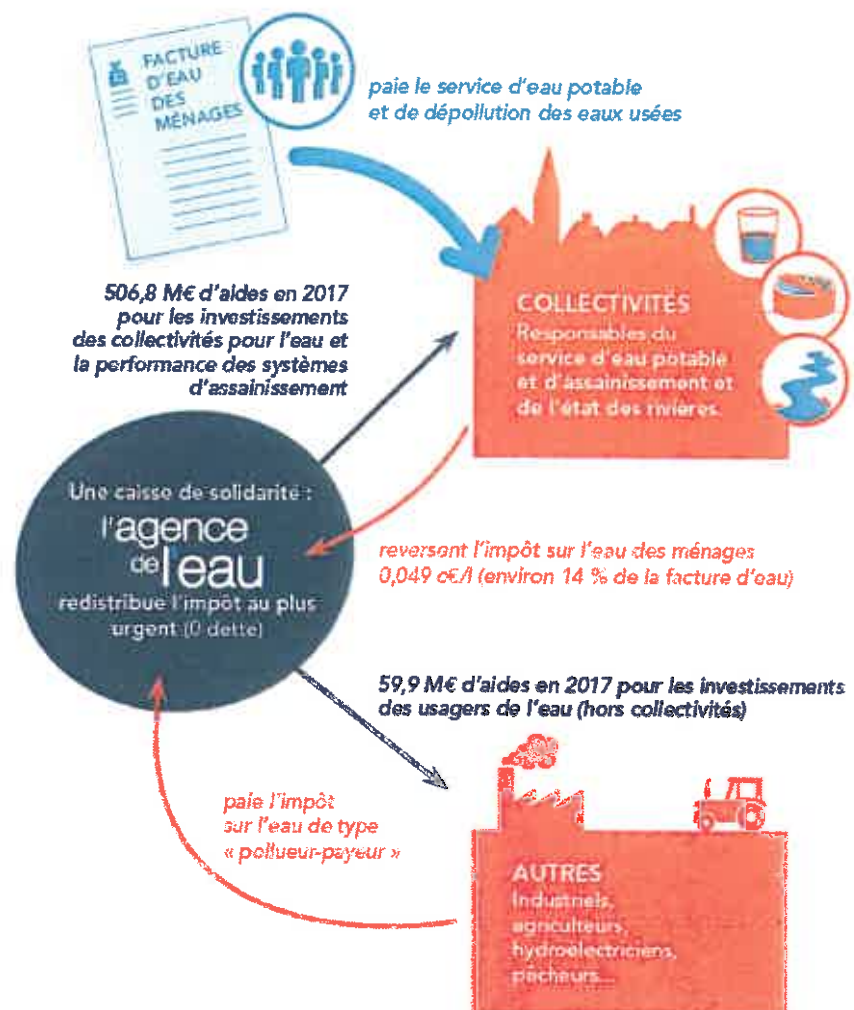 FACTURE
D'EAU
DES
MÉNAGES
paie le service d'eau potable
et de dépollution des eaux usées
506,8 M€ d'aides en 2017
pour les investissements
des collectivités pour l'eau et
la performance des systèmes
d'assainissement
COLLECTIVITÉS
Responsables du
service d'eau potable
et d'assainissement et
de l'état des rivières.
Une caisse de solidarité :
l'agence
de l'eau
redistribue l'impôt au plus
urgent (0 dette)
reversent l'impôt sur l'eau des ménages
0,049 c€/l (environ 14 % de la facture d'eau)
59,9 M€ d'aides en 2017 pour les investissements
des usagers de l'eau (hors collectivités)
paie l'impôt
sur l'eau de type
« pollueur-payeur »
AUTRES
Industriels,
agriculteurs,
hydroélectriciens,
pêcheurs...